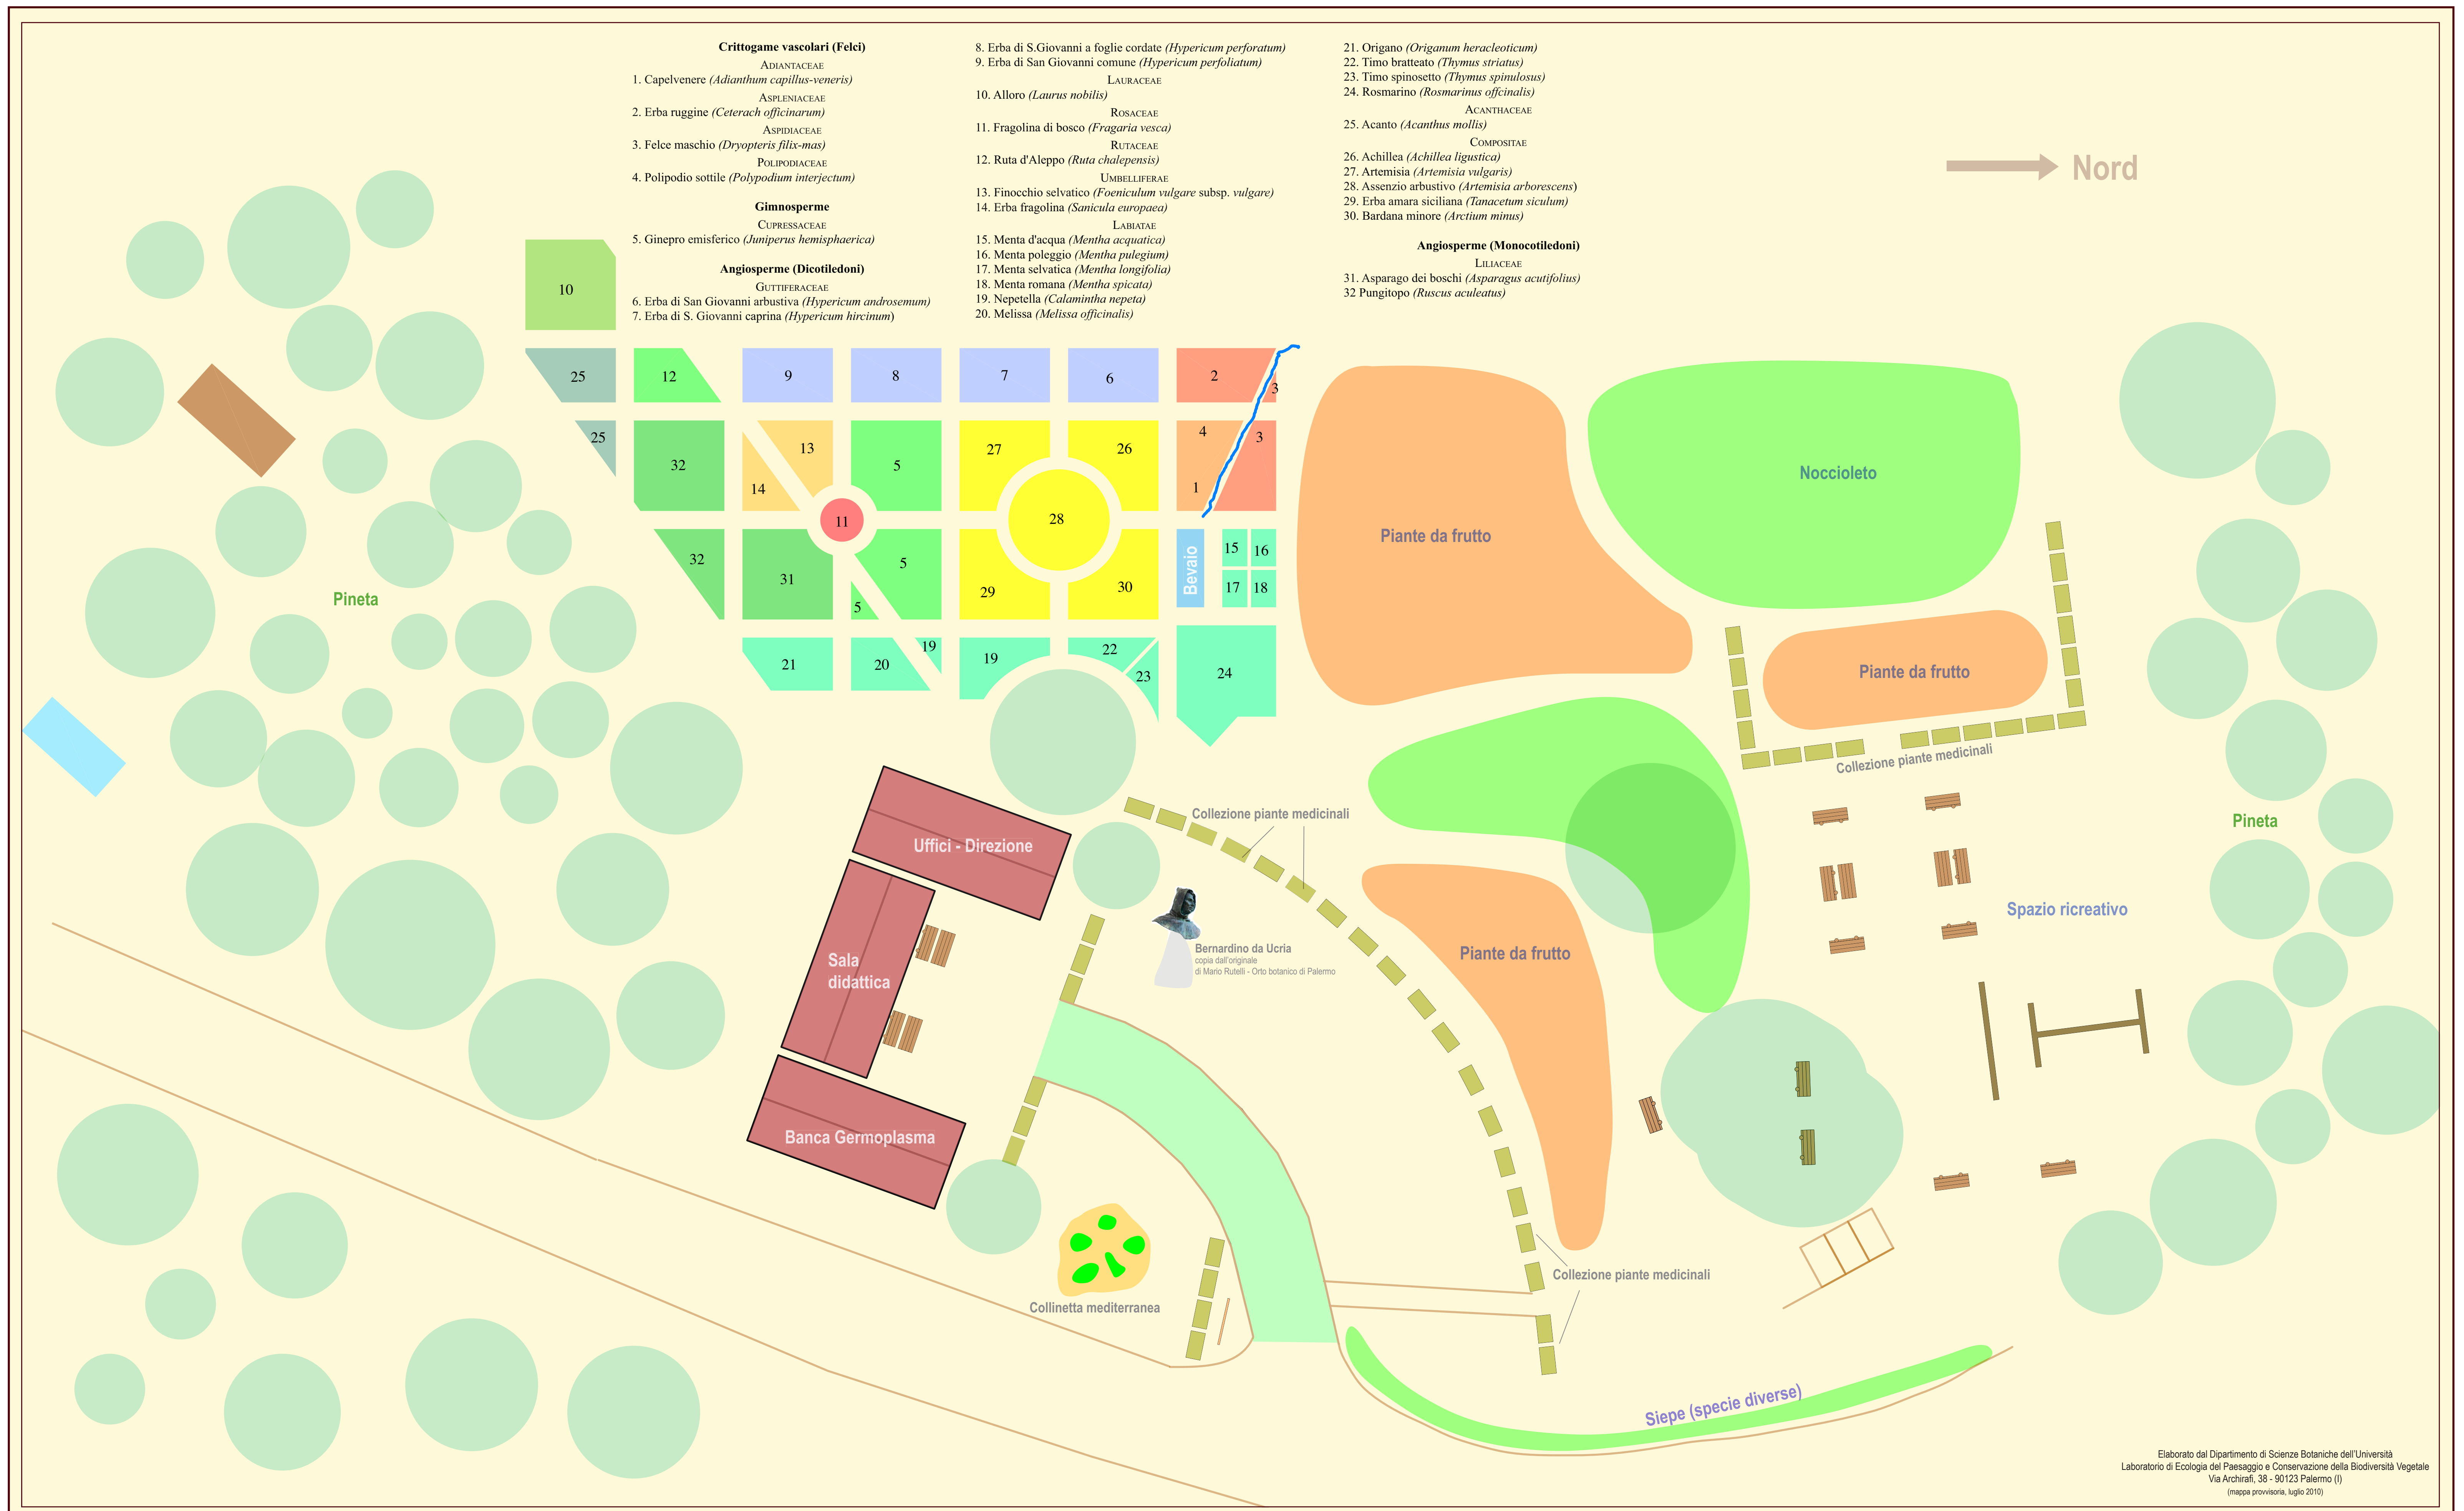 Crittogame vascolari (Felci)
ADIANTACEAE
1. Capelvenere (Adianthum capillus-veneris)
ASPLENIACEAE
2. Erba ruggine (Ceterach officinarum)
ASPIDIACEAE
3. Felce maschio (Dryopteris filix-mas)
POLIPODIACEAE
4. Polipodio sottile (Polypodium interjectum)
Gimnosperme
CUPRESSACEAE
5. Ginepro emisferico (Juniperus hemisphaerica)
Angiosperme (Dicotiledoni)
GUTTIFERACEAE
6. Erba di San Giovanni arbustiva (Hypericum androsemum)
7. Erba di S. Giovanni caprina (Hypericum hircinum)
8. Erba di S.Giovanni a foglie cordate (Hypericum perforatum)
9. Erba di San Giovanni comune (Hypericum perfoliatum)
LAURACEAE
10. Alloro (Laurus nobilis)
ROSACEAE
11. Fragolina di bosco (Fragaria vesca)
RUTACEAE
12. Ruta d'Aleppo (Ruta chalepensis)
UMBELLIFERAE
13. Finocchio selvatico (Foeniculum vulgare subsp. vulgare)
14. Erba fragolina (Sanicula europaea)
LABIATAE
15. Menta d'acqua (Mentha acquatica)
16. Menta poleggio (Mentha pulegium)
17. Menta selvatica (Mentha longifolia)
18. Menta romana (Mentha spicata)
19. Nepetella (Calamintha nepeta)
20. Melissa (Melissa officinalis)
21. Origano (Origanum heracleoticum)
22. Timo bratteato (Thymus striatus)
23. Timo spinosetto (Thymus spinulosus)
24. Rosmarino (Rosmarinus offcinalis)
ACANTHACEAE
25. Acanto (Acanthus mollis)
COMPOSITAE
26. Achillea (Achillea ligustica)
27. Artemisia (Artemisia vulgaris)
28. Assenzio arbustivo (Artemisia arborescens)
29. Erba amara siciliana (Tanacetum siculum)
30. Bardana minore (Arctium minus)
Angiosperme (Monocotiledoni)
LILIACEAE
31. Asparago dei boschi (Asparagus acutifolius)
32 Pungitopo (Ruscus aculeatus)
Nord
10
25 12 9 8 7 6 2 3
25 32 13 14 5 27 26 4 1 3
11 28
32 31 5 5 29 30 Bevaio 15 16
17 18
21 20 19 19 22 23 24
Pineta
Piante da frutto
Noccioleto
Piante da frutto
Collezione piante medicinali
Uffici - Direzione
Collezione piante medicinali
Pineta
Spazio ricreativo
Sala
didattica
Bernardino da Ucria
copia dall'originale
di Mario Rutelli - Orto botanico di Palermo
Piante da frutto
Banca Germoplasma
Collinetta mediterranea
Collezione piante medicinali
Siepe (specie diverse)
Elaborato dal Dipartimento di Scienze Botaniche dell'Università
Laboratorio di Ecologia del Paesaggio e Conservazione della Biodiversità Vegetale
Via Archirafi, 38 - 90123 Palermo (I)
(mappa provvisoria, luglio 2010)